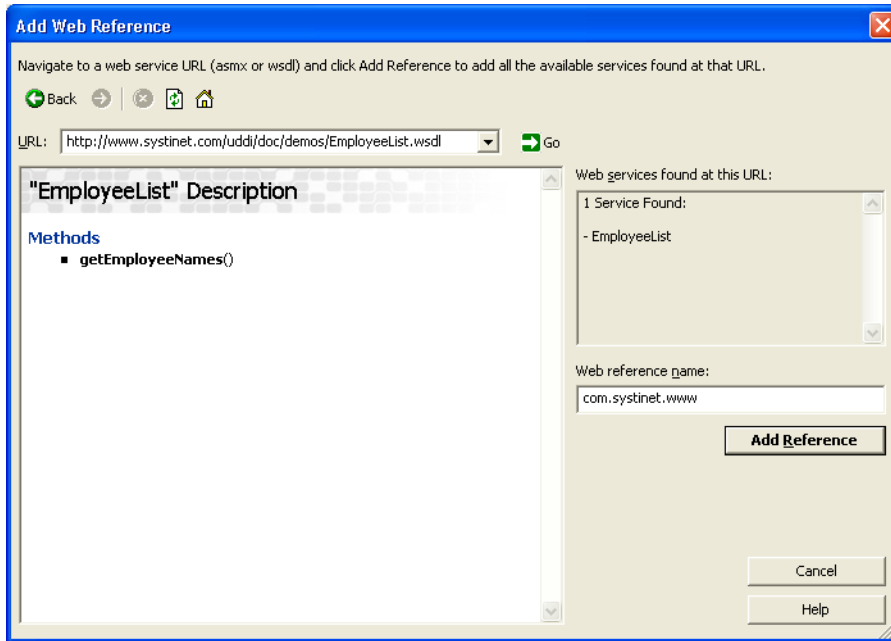 Add Web Reference
Navigate to a web service URL (asmx or wsdl) and click Add Reference to add all the available services found at that URL.
Back
URL: http://www.systinet.com/uddi/doc/demos/EmployeeList.wsdl Go
"EmployeeList" Description
Methods
getEmployeeNames()
Web services found at this URL:
1 Service Found:
- EmployeeList
Web reference name:
com.systinet.www
Add Reference
Cancel
Help